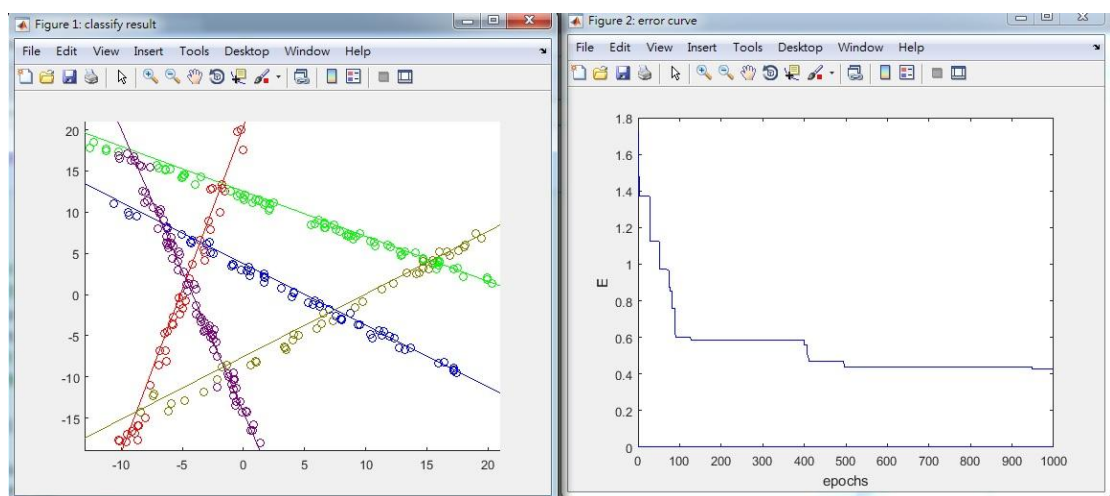 Figure 1: classify result
File Edit View Insert Tools Desktop Window Help
20
15
10
5
0
-5
-10
-15
-10 -5 0 5 10 15 20
Figure 2: error curve
File Edit View Insert Tools Desktop Window Help
1.8
1.6
1.4
1.2
1
0.8
0.6
0.4
0.2
0
E
0 100 200 300 400 500 600 700 800 900 1000
epochs